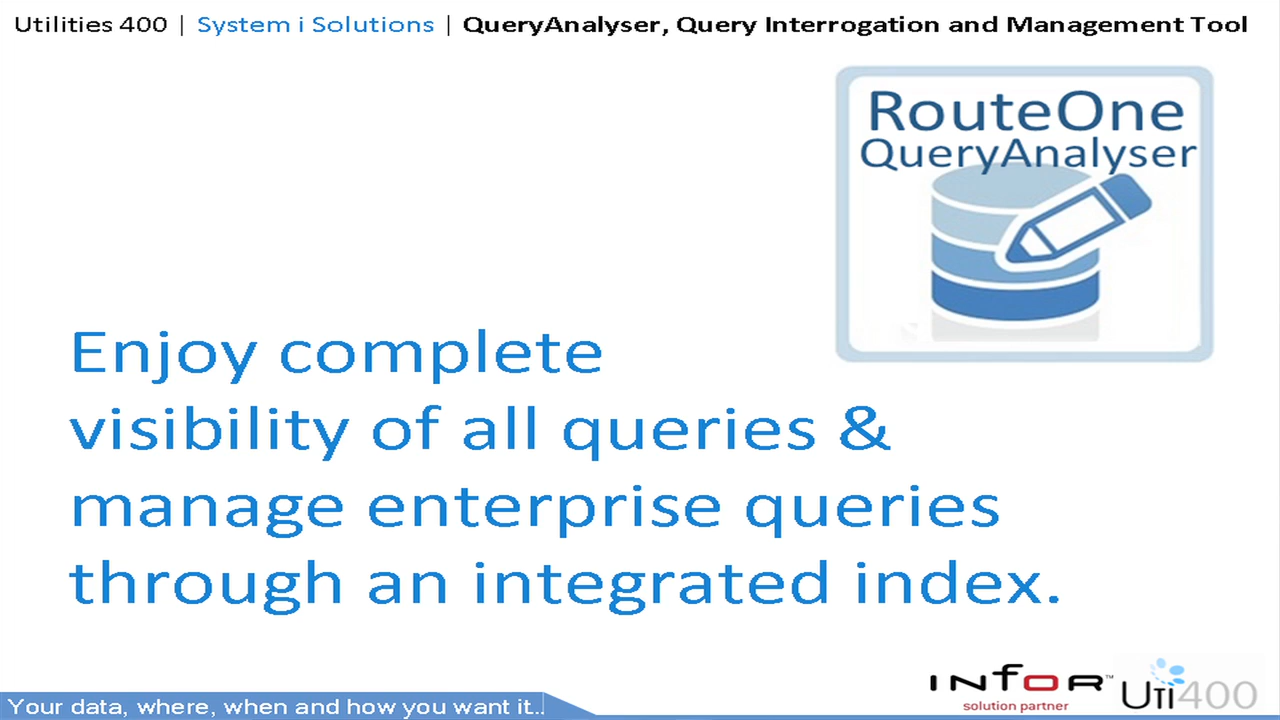 Utilities 400 | System i Solutions | QueryAnalyser, Query Interrogation and Management Tool
RouteOne
QueryAnalyser
Enjoy complete
visibility of all queries &
manage enterprise queries
through an integrated index.
INFOR™
solution partner
Uti400
Your data, where, when and how you want it..